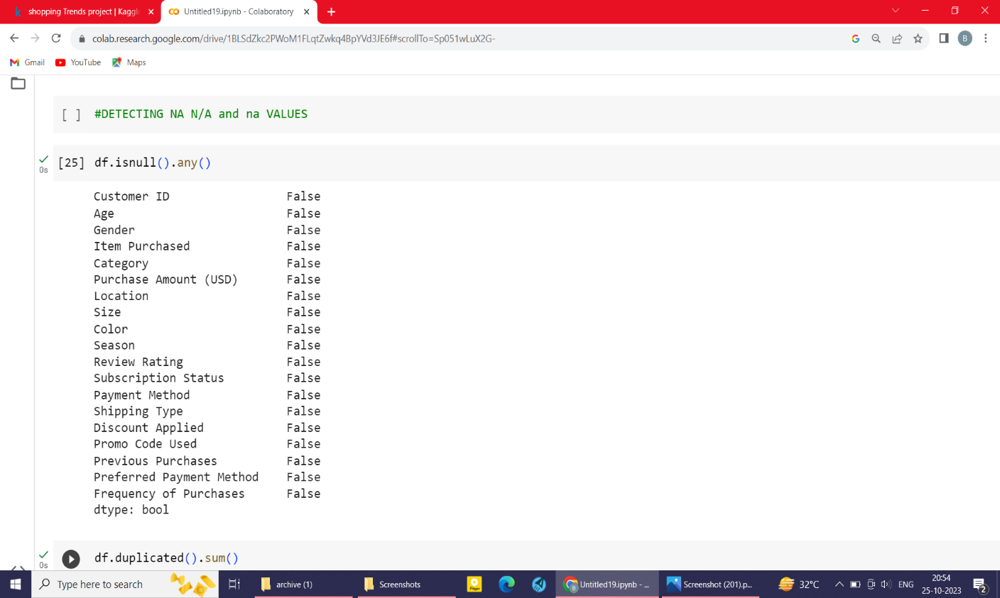 shopping Trends project | Kaggl
Untitled19.ipynb - Colaboratory
colab.research.google.com/drive/1BLSdZkc2PWoM1FLqtZwkq4BpYVd3JE6f#scrollTo=Sp051wLuX2G-
B
Gmail YouTube Maps
[ ] #DETECTING NA N/A and na VALUES
[25] df.isnull().any()
0s
Customer ID False
Age False
Gender False
Item Purchased False
Category False
Purchase Amount (USD) False
Location False
Size False
Color False
Season False
Review Rating False
Subscription Status False
Payment Method False
Shipping Type False
Discount Applied False
Promo Code Used False
Previous Purchases False
Preferred Payment Method False
Frequency of Purchases False
dtype: bool
df.duplicated().sum()
0s
Type here to search archive (1) Screenshots Player Untitled19.ipynb - ... Screenshot (201).p... 32°C ENG 20:54
25-10-2023 2